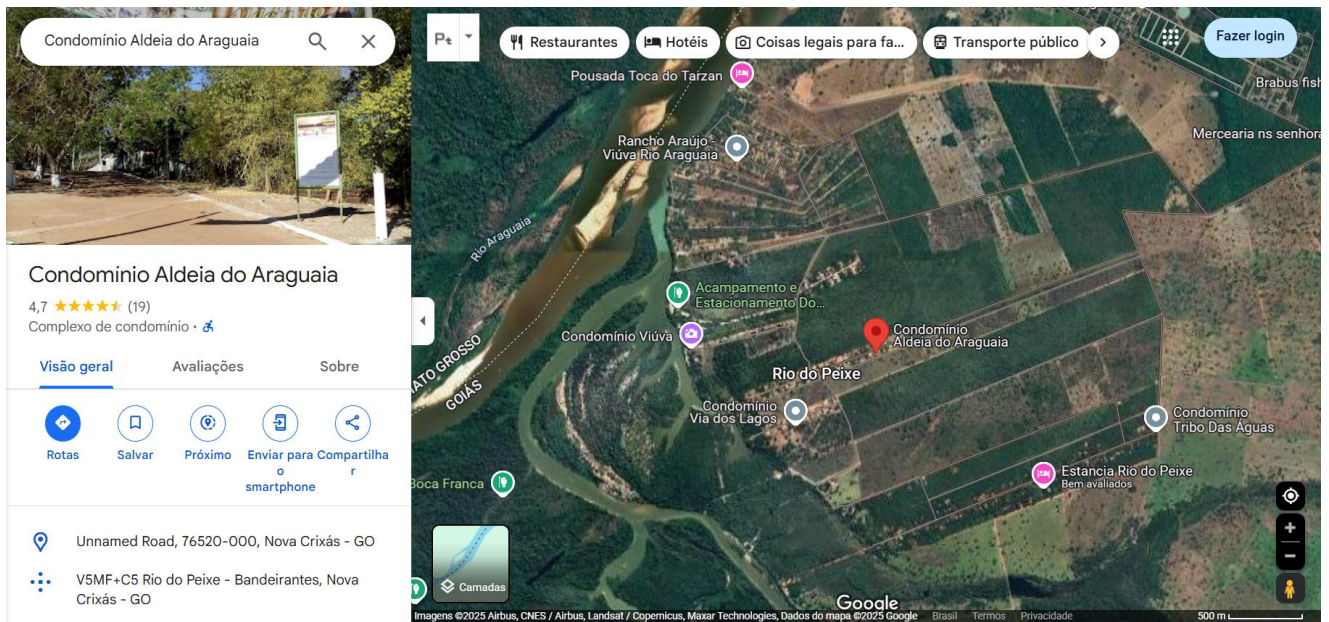 Condomínio Aldeia do Araguaia
Condomínio Aldeia do Araguaia
4,7 (19)
Complexo de condomínio ·
Visão geral
Avaliações
Sobre
Rotas
Salvar
Próximo
Enviar para
o
smartphone
Compartilha
r
Unnamed Road, 76520-000, Nova Crixás - GO
V5MF+C5 Rio do Peixe - Bandeirantes, Nova
Crixás - GO
Restaurantes
Hotéis
Coisas legais para fa...
Transporte público
Fazer login
Pousada Toca do Tarzan
Brabus fish
Rancho Araújo -
Viúva Rio Araguaia
Mercearia ns senhora
Rio Araguaia
Acampamento e
Estacionamento Do...
Condomínio Viúva
Condomínio
Aldeia do Araguaia
MATO GROSSO
GOIÁS
Rio do Peixe
Condomínio
Via dos Lagos
Condomínio
Tribo Das Águas
Estancia Rio do Peixe
Bem avaliados
Boca Franca
Camadas
Google
Imagens ©2025 Airbus, CNES / Airbus, Landsat / Copernicus, Maxar Technologies, Dados do mapa ©2025 Google
Brasil
Termos
Privacidade
500 m